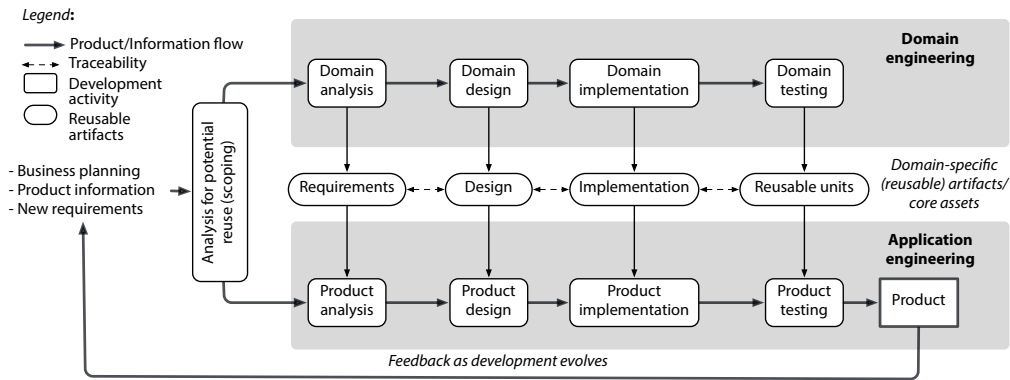 Legend:
Product/Information flow
Traceability
Development
activity
Reusable
artifacts
- Business planning
- Product information
- New requirements
Analysis for potential
reuse (scoping)
Domain
engineering
Domain
analysis
Domain
design
Domain
implementation
Domain
testing
Requirements
Design
Implementation
Reusable units
Domain-specific
(reusable) artifacts/
core assets
Application
engineering
Product
analysis
Product
design
Product
implementation
Product
testing
Product
Feedback as development evolves